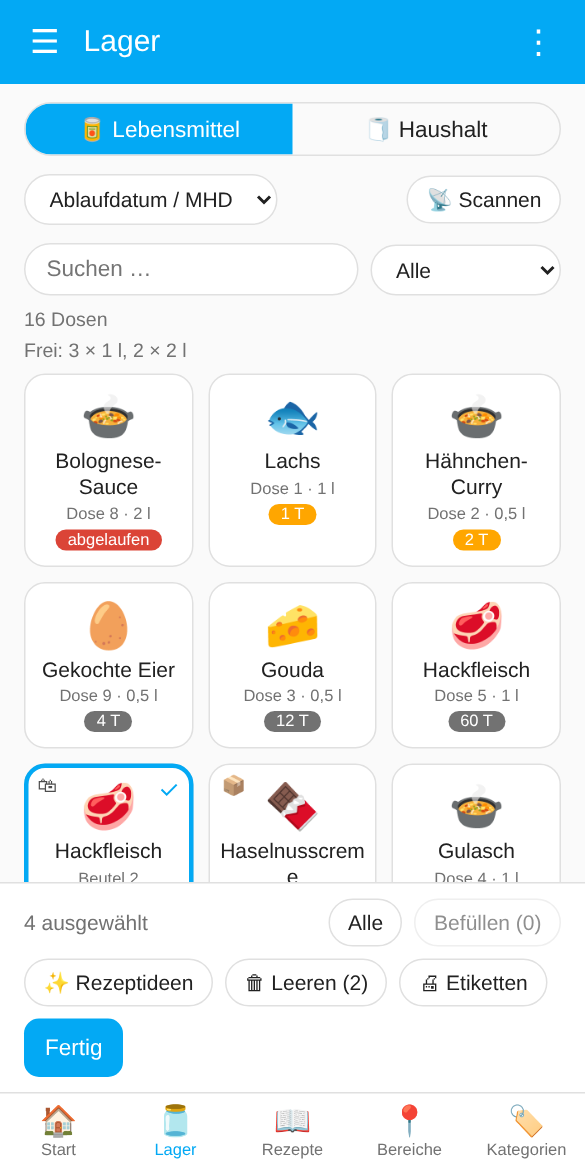 Lager
Lebensmittel
Haushalt
Ablaufdatum / MHD
Scannen
Suchen …
Alle
16 Dosen
Frei: 3 × 1 l, 2 × 2 l
Bolognese-
Sauce
Dose 8 · 2 l
abgelaufen
Lachs
Dose 1 · 1 l
1 T
Hähnchen-
Curry
Dose 2 · 0,5 l
2 T
Gekochte Eier
Dose 9 · 0,5 l
4 T
Gouda
Dose 3 · 0,5 l
12 T
Hackfleisch
Dose 5 · 1 l
60 T
Hackfleisch
Beutel 2
Haselnusscrem
e
Gulasch
Dose 4 · 1 l
4 ausgewählt
Alle
Befüllen (0)
Rezeptideen
Leeren (2)
Etiketten
Fertig
Start
Lager
Rezepte
Bereiche
Kategorien